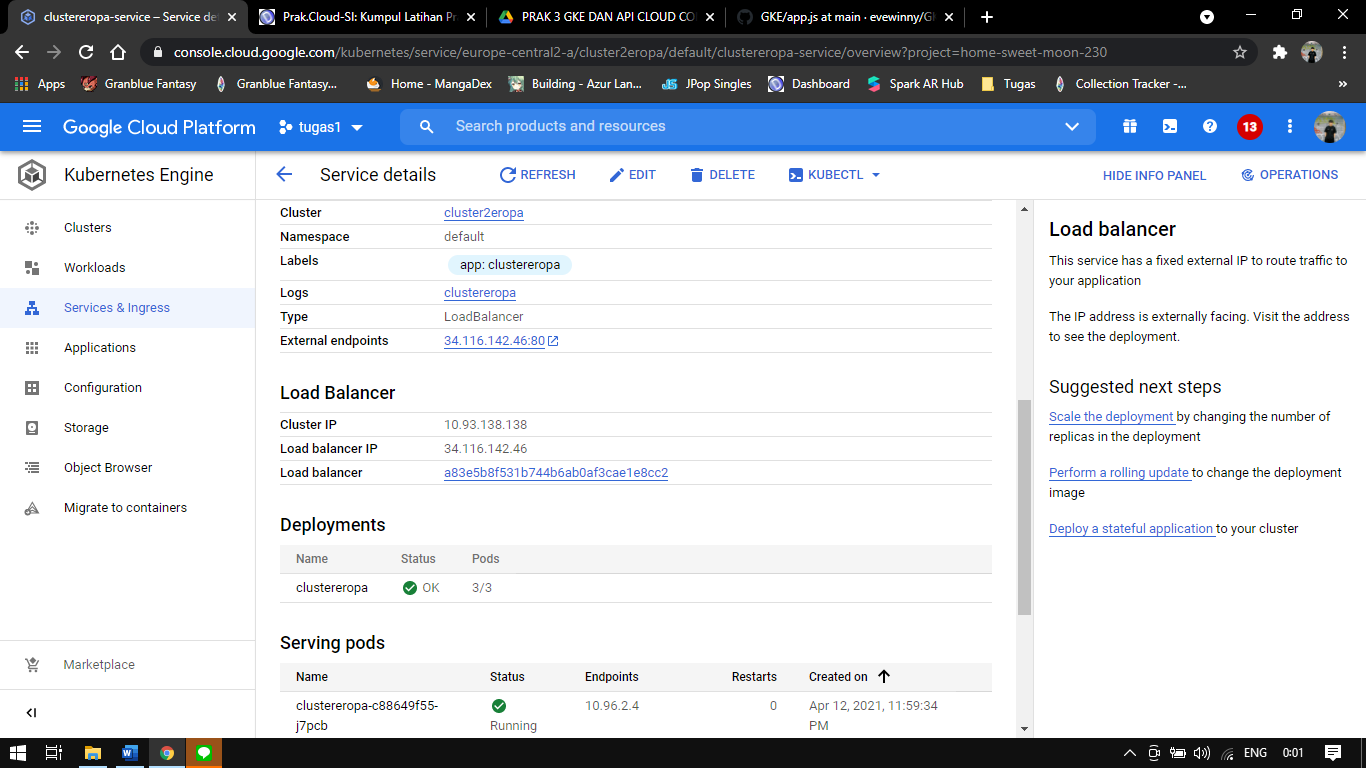 clustereropa-service – Service det
Prak.Cloud-SI: Kumpul Latihan Pr
PRAK 3 GKE DAN API CLOUD CO
GKE/app.js at main · evewinny/G
console.cloud.google.com/kubernetes/service/europe-central2-a/cluster2eropa/default/clustereropa-service/overview?project=home-sweet-moon-230
Apps
Granblue Fantasy
Granblue Fantasy...
Home - MangaDex
Building - Azur Lan...
JPop Singles
Dashboard
Spark AR Hub
Tugas
Collection Tracker -...
»
Google Cloud Platform
tugas1
Search products and resources
13
Kubernetes Engine
Service details
REFRESH
EDIT
DELETE
KUBECTL
HIDE INFO PANEL
OPERATIONS
Clusters
Workloads
Services & Ingress
Applications
Configuration
Storage
Object Browser
Migrate to containers
Marketplace
Cluster cluster2eropa
Namespace default
Labels app: clustereropa
Logs clustereropa
Type LoadBalancer
External endpoints 34.116.142.46:80
Load Balancer
Cluster IP 10.93.138.138
Load balancer IP 34.116.142.46
Load balancer a83e5b8f531b744b6ab0af3cae1e8cc2
Deployments
Name Status Pods
clustereropa OK 3/3
Serving pods
Name Status Endpoints Restarts Created on
clustereropa-c88649f55- 10.96.2.4 0 Apr 12, 2021, 11:59:34
j7pcb Running PM
Load balancer
This service has a fixed external IP to route traffic to
your application
The IP address is externally facing. Visit the address
to see the deployment.
Suggested next steps
Scale the deployment by changing the number of
replicas in the deployment
Perform a rolling update to change the deployment
image
Deploy a stateful application to your cluster
ENG
0:01